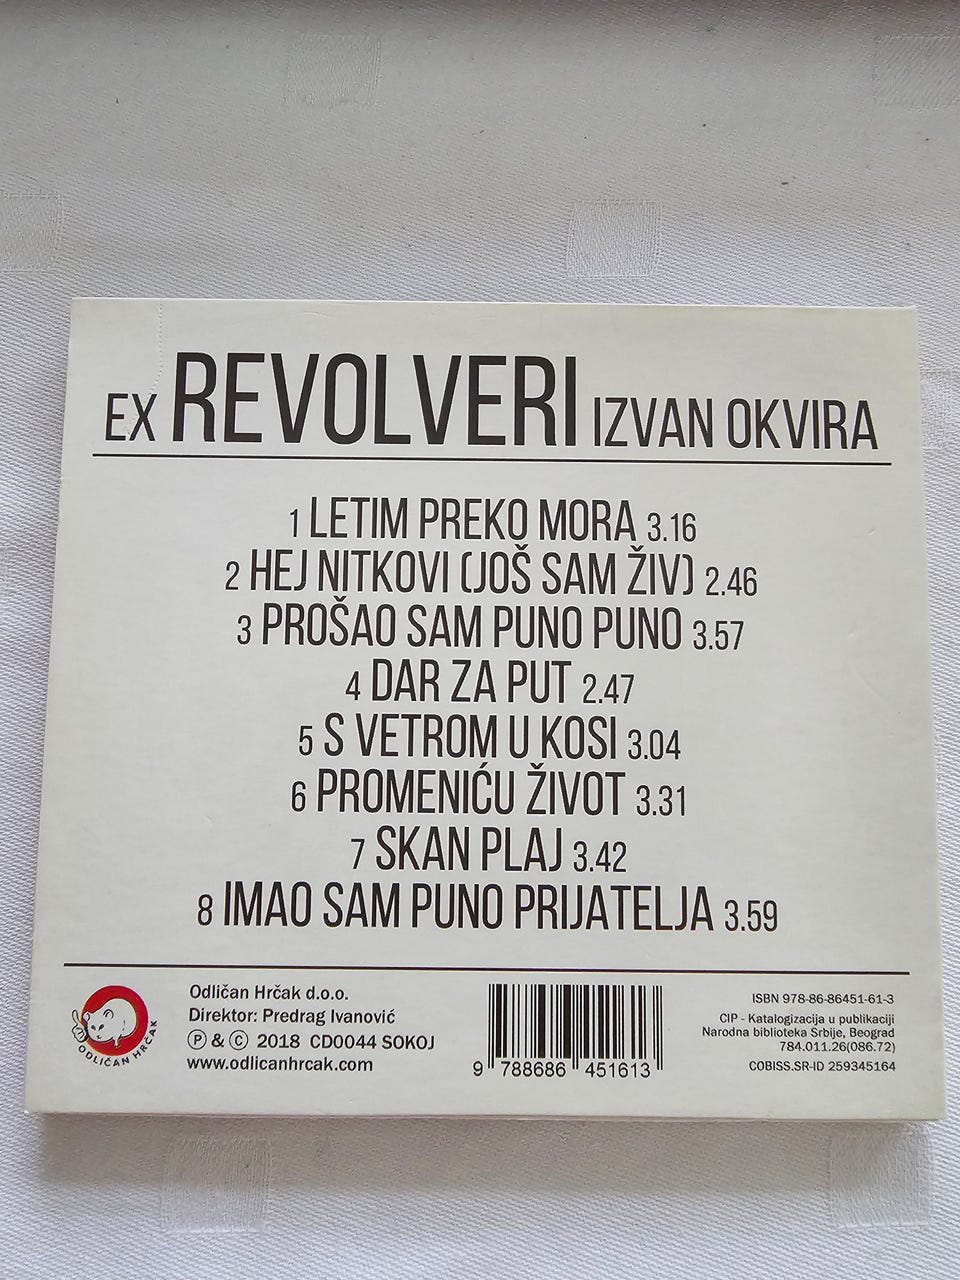 EX REVOLVERI IZVAN OKVIRA
1 LETIM PREKO MORA 3.16
2 HEJ NITKOVI (JOŠ SAM ŽIV) 2.46
3 PROŠAO SAM PUNO PUNO 3.57
4 DAR ZA PUT 2.47
5 S VETROM U KOSI 3.04
6 PROMENIĆU ŽIVOT 3.31
7 SKAN PLAJ 3.42
8 IMAO SAM PUNO PRIJATELJA 3.59
ODLIČAN HRČAK
Odličan Hrčak d.o.o.
Direktor: Predrag Ivanović
Ⓟ & Ⓒ 2018 CD0044 SOKOJ
www.odlicanhrcak.com
9 788686 451613
ISBN 978-86-86451-61-3
CIP - Katalogizacija u publikaciji
Narodna biblioteka Srbije, Beograd
784.011.26(086.72)
COBISS.SR-ID 259345164